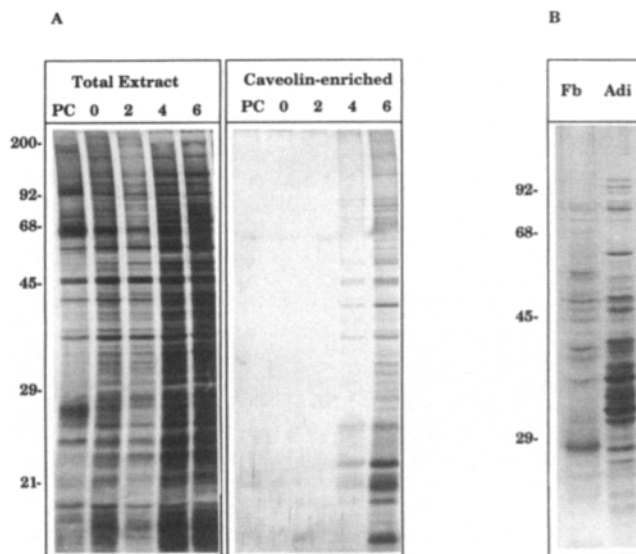 A
B
Total Extract
PC 0 2 4 6
Caveolin-enriched
PC 0 2 4 6
Fb Adi
200-
92-
68-
45-
29-
21-
92-
68-
45-
29-